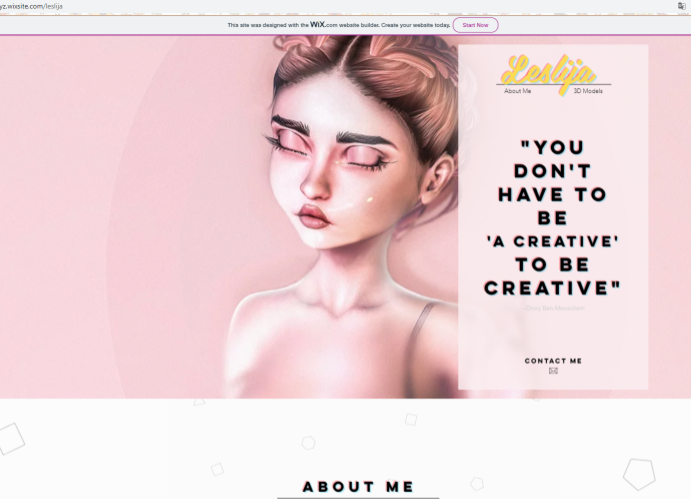 yz.wixsite.com/leslija
This site was designed with the WiX.com website builder. Create your website today. Start Now
Leslija
About Me 3D Models
"YOU
DON'T
HAVE TO
BE
'A CREATIVE'
TO BE
CREATIVE"
CONTACT ME
ABOUT ME